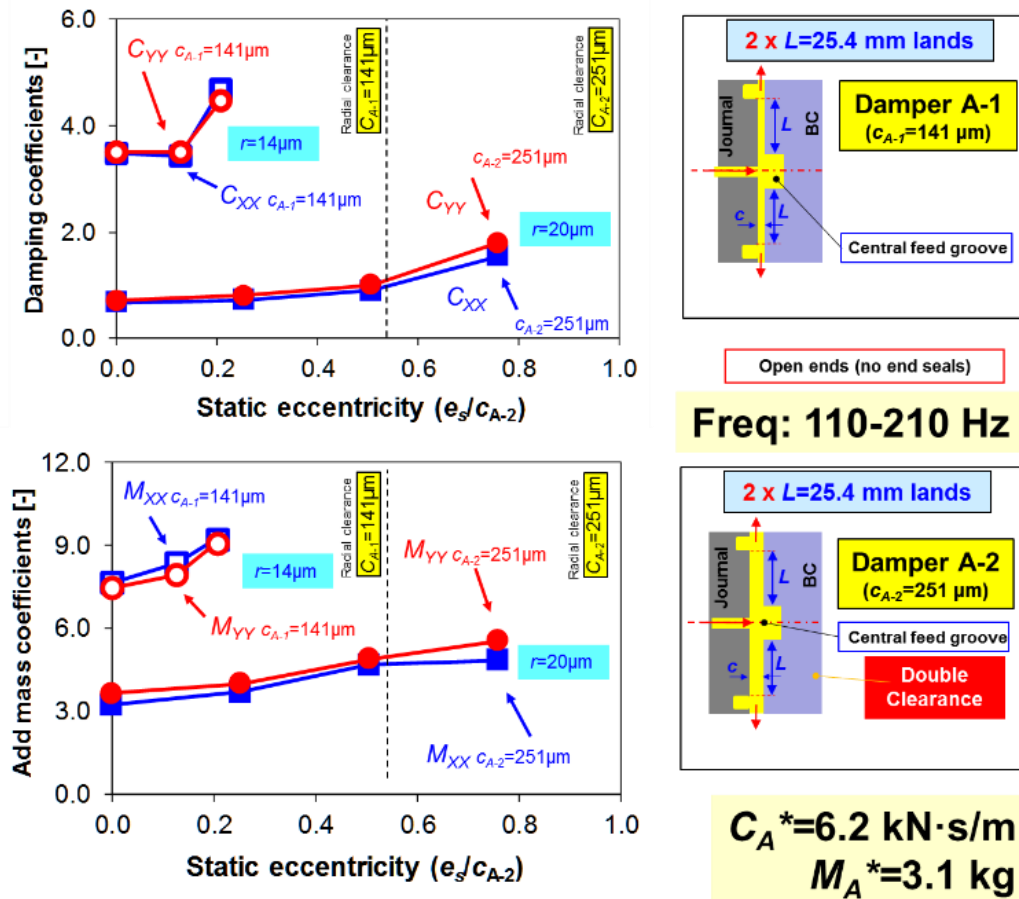 6.0
4.0
2.0
0.0
Damping coefficients [-]
C_YY c_A-1=141µm
r=14µm
C_XX c_A-1=141µm
Radial clearance
C_A-1=141µm
Radial clearance
C_A-2=251µm
c_A-2=251µm
C_YY
r=20µm
C_XX
c_A-2=251µm
0.0 0.2 0.4 0.6 0.8 1.0
Static eccentricity (e_s/c_A-2)
2 x L=25.4 mm lands
Journal
BC
L
L
c
Damper A-1
(c_A-1=141 µm)
Central feed groove
Open ends (no end seals)
Freq: 110-210 Hz
12.0
9.0
6.0
3.0
0.0
Add mass coefficients [-]
M_XX c_A-1=141µm
r=14µm
M_YY c_A-1=141µm
Radial clearance
C_A-1=141µm
Radial clearance
C_A-2=251µm
M_YY c_A-2=251µm
r=20µm
M_XX c_A-2=251µm
0.0 0.2 0.4 0.6 0.8 1.0
Static eccentricity (e_s/c_A-2)
2 x L=25.4 mm lands
Journal
BC
L
L
c
Damper A-2
(c_A-2=251 µm)
Central feed groove
Double
Clearance
C_A*=6.2 kN·s/m
M_A*=3.1 kg